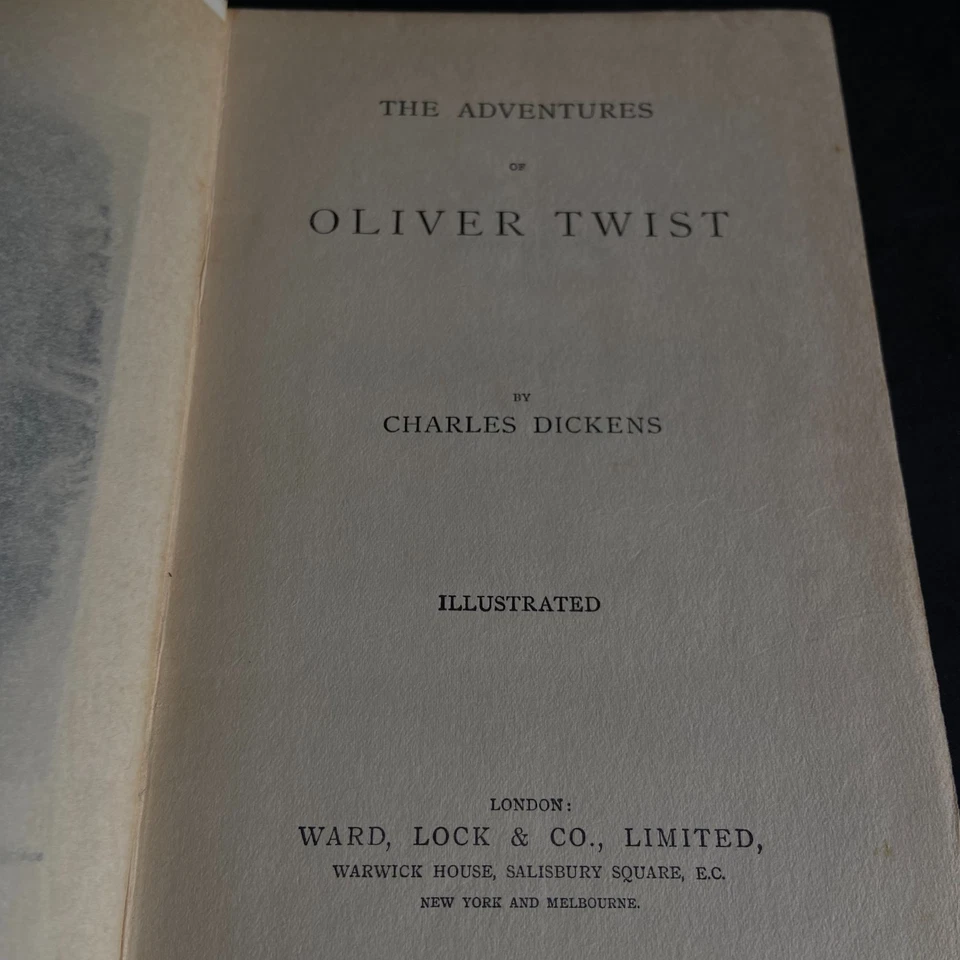 THE ADVENTURES
OF
OLIVER TWIST
BY
CHARLES DICKENS
ILLUSTRATED
LONDON:
WARD, LOCK & CO., LIMITED,
WARWICK HOUSE, SALISBURY SQUARE, E.C.
NEW YORK AND MELBOURNE.